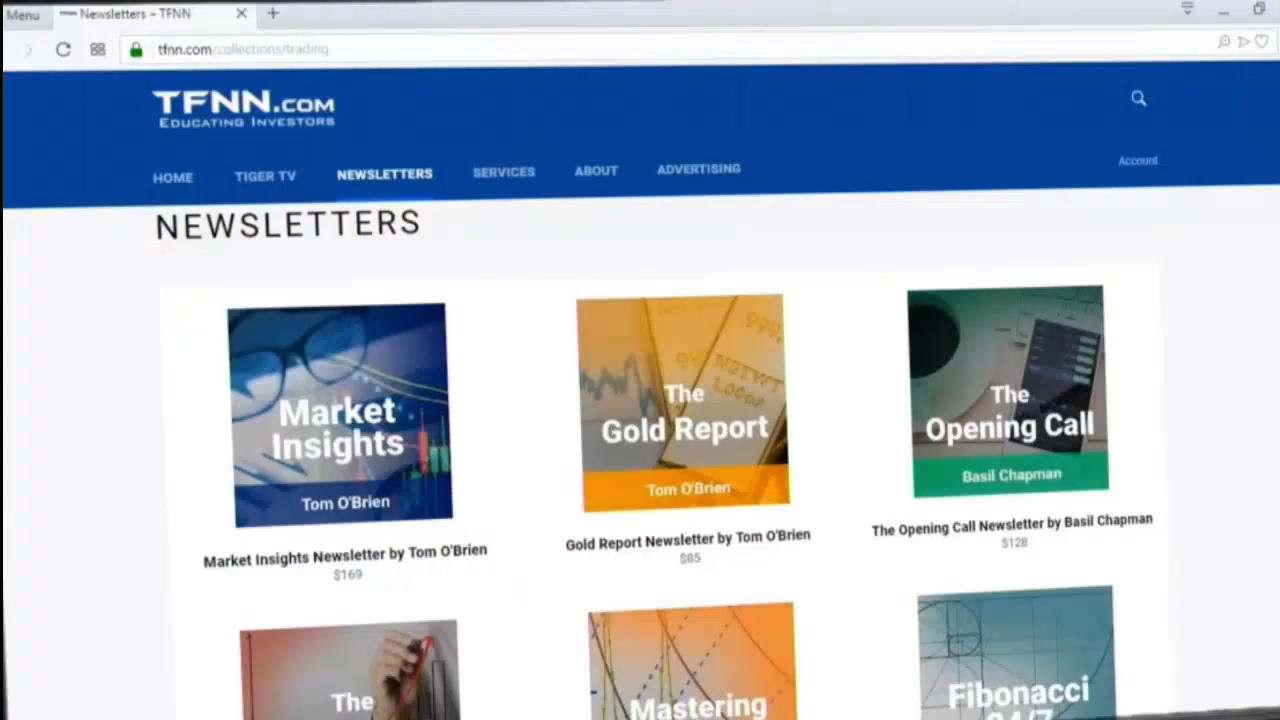 Menu
Newsletters – TFNN
tfnn.com/collections/trading
TFNN.COM
EDUCATING INVESTORS
HOME
TIGER TV
NEWSLETTERS
SERVICES
ABOUT
ADVERTISING
Account
NEWSLETTERS
Market
Insights
Tom O'Brien
The
Gold Report
Tom O'Brien
The
Opening Call
Basil Chapman
Market Insights Newsletter by Tom O'Brien
$169
Gold Report Newsletter by Tom O'Brien
$85
The Opening Call Newsletter by Basil Chapman
$128
The
Mastering
Fibonacci
24/7